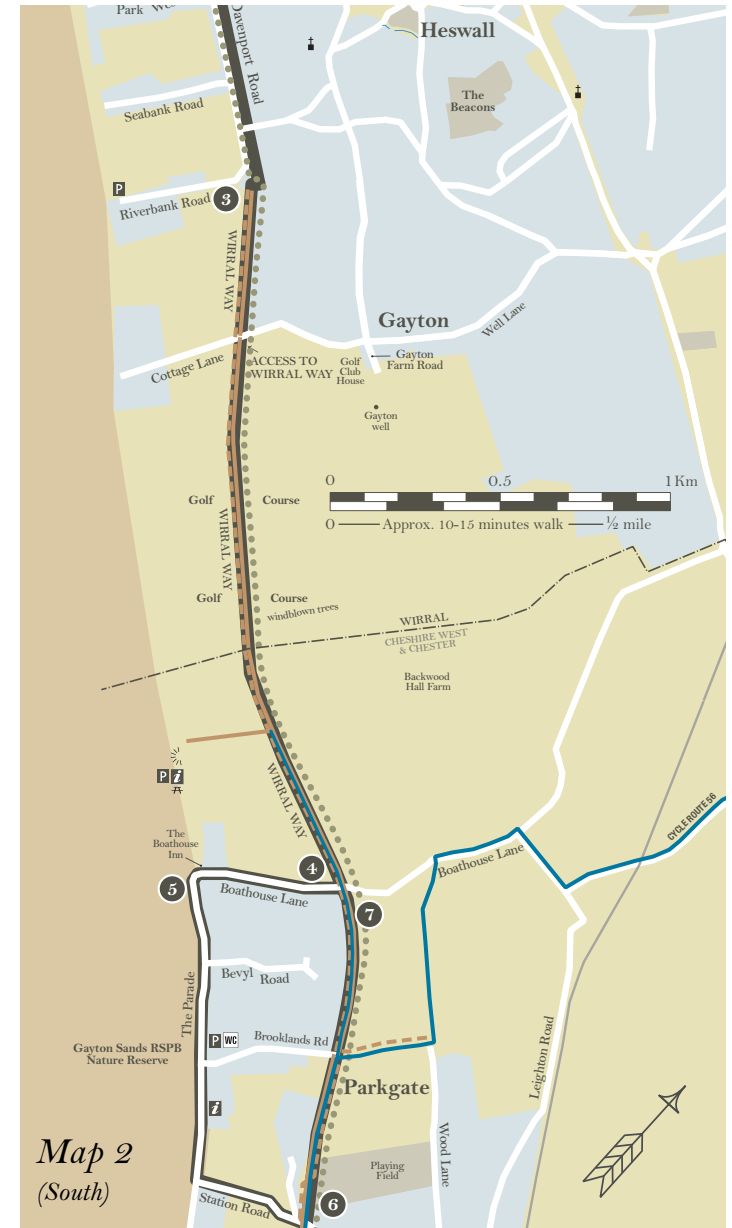 Park
Davenport Road
Heswall
Seabank Road
The
Beacons
P
Riverbank Road
3
WIRRAL WAY
Gayton
Well Lane
Cottage Lane
ACCESS TO
WIRRAL WAY
Golf
Club
House
Gayton
Farm Road
Gayton
well
0 0.5 1 Km
0 Approx. 10-15 minutes walk ½ mile
Golf Course
WIRRAL WAY
Golf Course
windblown trees
WIRRAL
CHESHIRE WEST
& CHESTER
Backwood
Hall Farm
P i
WIRRAL WAY
CYCLE ROUTE 56
The
Boathouse
Inn
4
Boathouse Lane
5
Boathouse Lane
7
Bevyl Road
The Parade
Gayton Sands RSPB
Nature Reserve
P WC
Brooklands Rd
Leighton Road
Parkgate
i
Wood Lane
Map 2
(South)
Playing
Field
Station Road
6